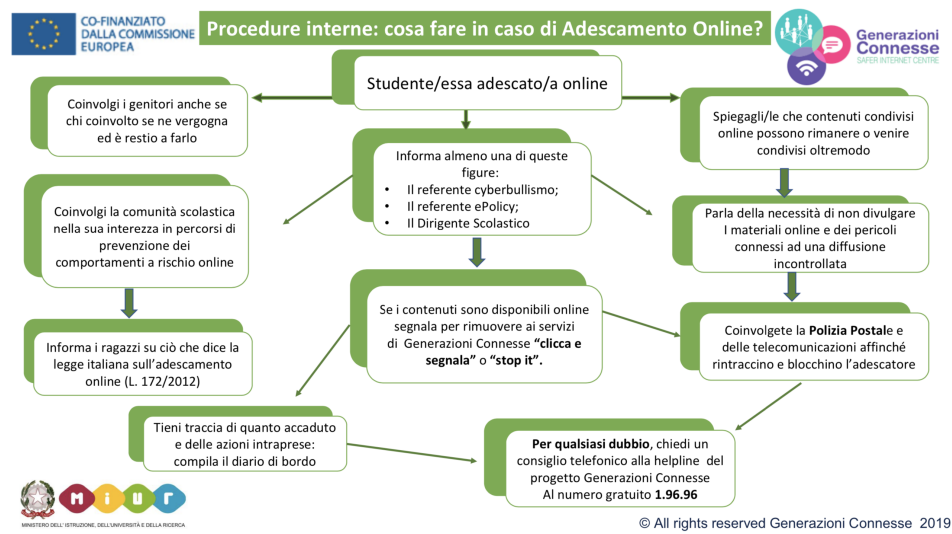 CO-FINANZIATO
DALLA COMMISSIONE
EUROPEA
Procedure interne: cosa fare in caso di Adescamento Online?
Generazioni
Connesse
SAFER INTERNET CENTRE
Studente/essa adescato/a online
Coinvolgi i genitori anche se
chi coinvolto se ne vergogna
ed è restio a farlo
Informa almeno una di queste
figure:
• Il referente cyberbullismo;
• Il referente ePolicy;
• Il Dirigente Scolastico
Spiegagli/le che contenuti condivisi
online possono rimanere o venire
condivisi oltremodo
Coinvolgi la comunità scolastica
nella sua interezza in percorsi di
prevenzione dei
comportamenti a rischio online
Parla della necessità di non divulgare
I materiali online e dei pericoli
connessi ad una diffusione
incontrollata
Se i contenuti sono disponibili online
segnala per rimuovere ai servizi
di Generazioni Connesse “clicca e
segnala” o “stop it”.
Informa i ragazzi su ciò che dice la
legge italiana sull’adescamento
online (L. 172/2012)
Coinvolgete la Polizia Postale e
delle telecomunicazioni affinché
rintraccino e blocchino l’adescatore
Tieni traccia di quanto accaduto
e delle azioni intraprese:
compila il diario di bordo
Per qualsiasi dubbio, chiedi un
consiglio telefonico alla helpline del
progetto Generazioni Connesse
Al numero gratuito 1.96.96
miur
MINISTERO DELL' ISTRUZIONE, DELL'UNIVERSITÀ E DELLA RICERCA
© All rights reserved Generazioni Connesse 2019